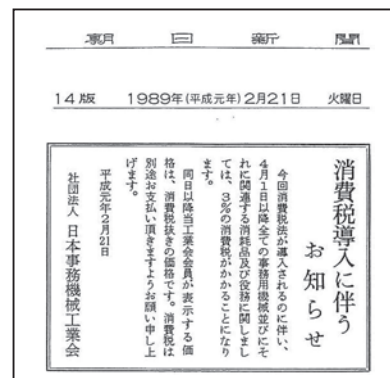 朝日新聞
14版 1989年(平成元年)2月21日 火曜日
消費税導入に伴う
お知らせ
今回消費税法が導入されるのに伴い、
4月1日以降全ての事務用機械並びにそ
れに関連する消耗品及び役務に関しまし
ては、3%の消費税がかかることになり
ます。
同日以降当工業会会員が表示する価
格は、消費税抜きの価格です。消費税は
別途お支払い頂きますようお願い申し上
げます。
平成元年2月21日
社団法人 日本事務機械工業会